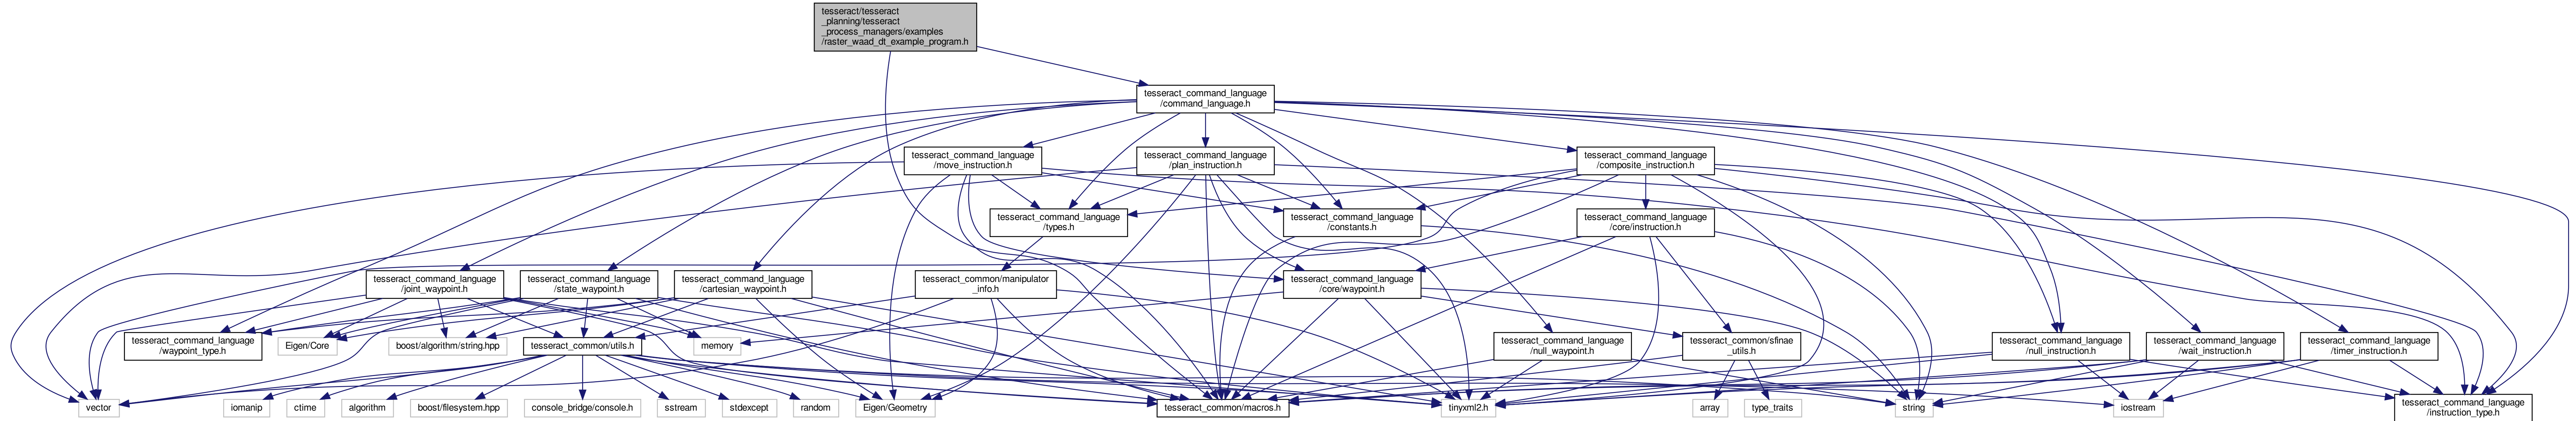 tesseract/tesseract
_planning/tesseract
_process_managers/examples
/raster_waad_dt_example_program.h
tesseract_command_language
/command_language.h
tesseract_command_language
/move_instruction.h
tesseract_command_language
/plan_instruction.h
tesseract_command_language
/composite_instruction.h
tesseract_command_language
/types.h
tesseract_command_language
/constants.h
tesseract_command_language
/core/instruction.h
tesseract_command_language
/joint_waypoint.h
tesseract_command_language
/state_waypoint.h
tesseract_command_language
/cartesian_waypoint.h
tesseract_common/manipulator
_info.h
tesseract_command_language
/core/waypoint.h
tesseract_command_language
/waypoint_type.h
Eigen/Core
boost/algorithm/string.hpp
tesseract_common/utils.h
memory
tesseract_command_language
/null_waypoint.h
tesseract_common/sfinae
_utils.h
tesseract_command_language
/null_instruction.h
tesseract_command_language
/wait_instruction.h
tesseract_command_language
/timer_instruction.h
vector
iomanip
ctime
algorithm
boost/filesystem.hpp
console_bridge/console.h
sstream
stdexcept
random
Eigen/Geometry
tesseract_common/macros.h
tinyxml2.h
array
type_traits
string
iostream
tesseract_command_language
/instruction_type.h